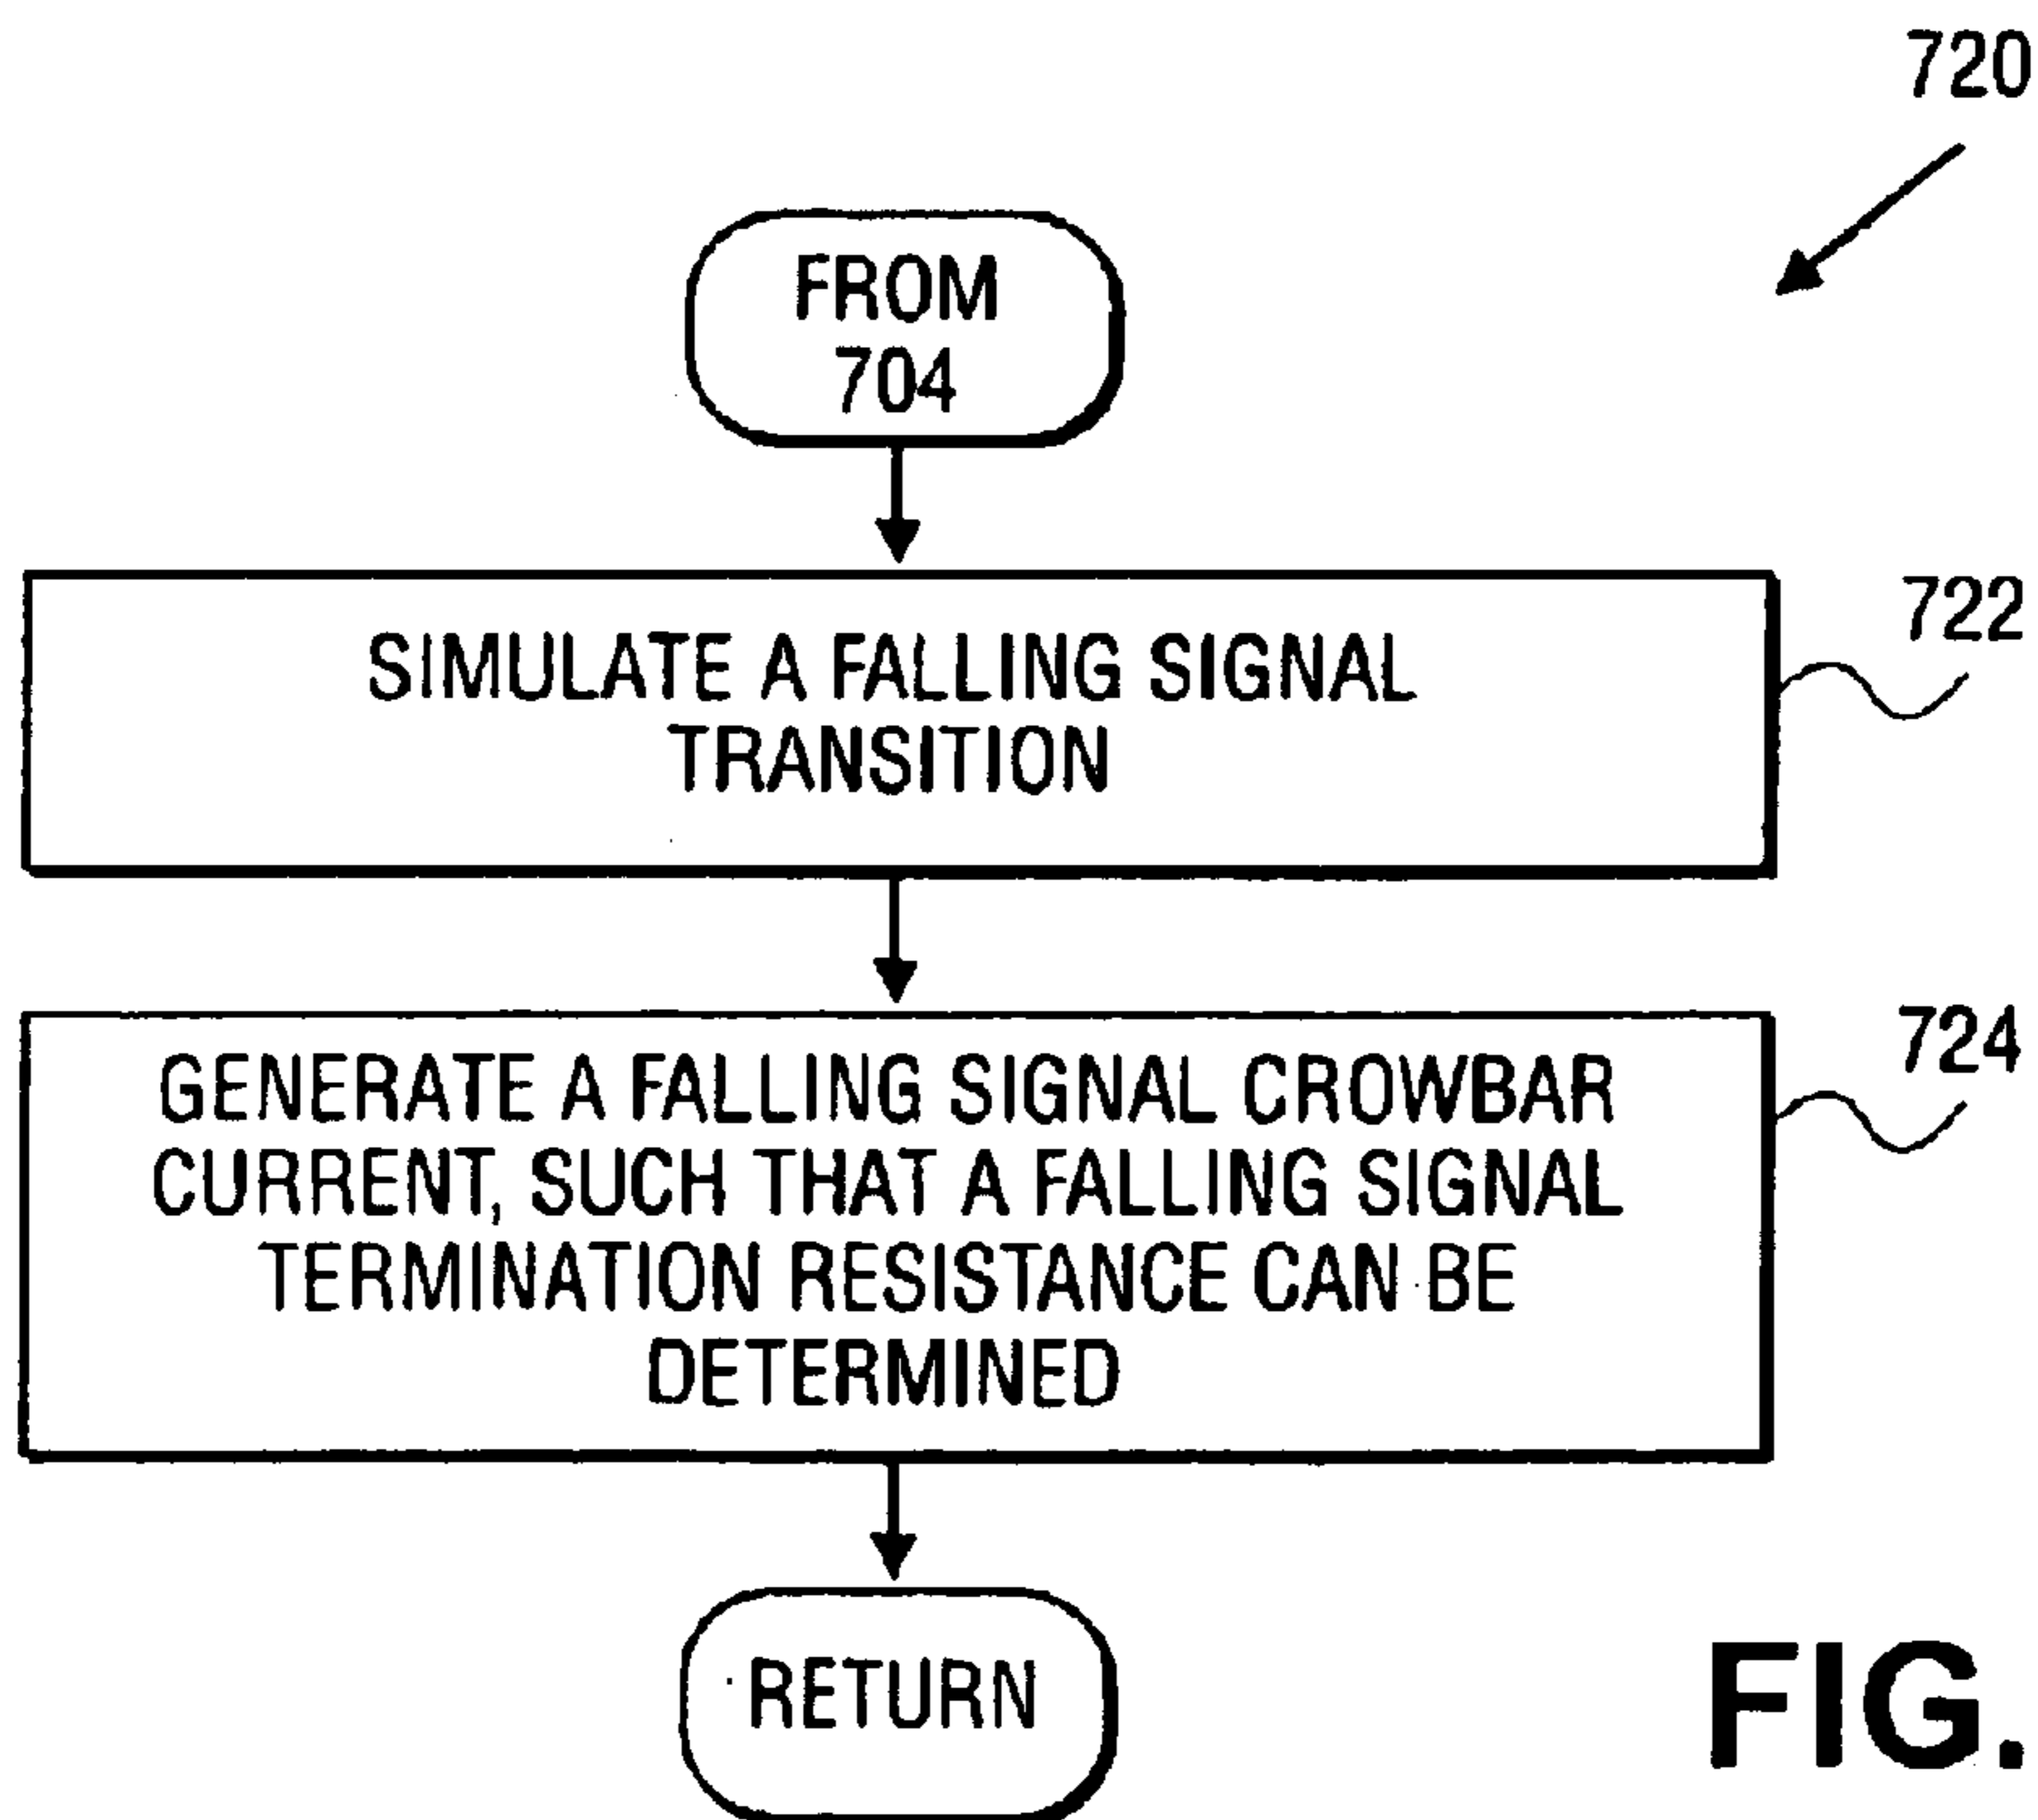 720
FROM
704
SIMULATE A FALLING SIGNAL
TRANSITION
722
GENERATE A FALLING SIGNAL CROWBAR
CURRENT, SUCH THAT A FALLING SIGNAL
TERMINATION RESISTANCE CAN BE
DETERMINED
724
RETURN
FIG.